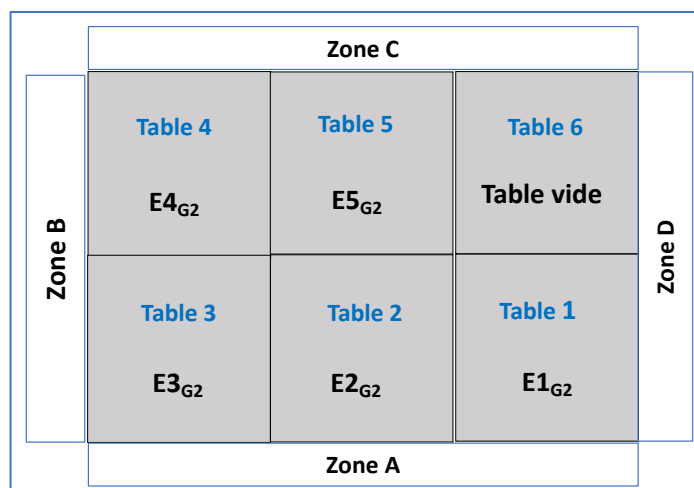 Zone C
Zone B
Table 4
Table 5
Table 6
E4G2
E5G2
Table vide
Zone D
Table 3
Table 2
Table 1
E3G2
E2G2
E1G2
Zone A